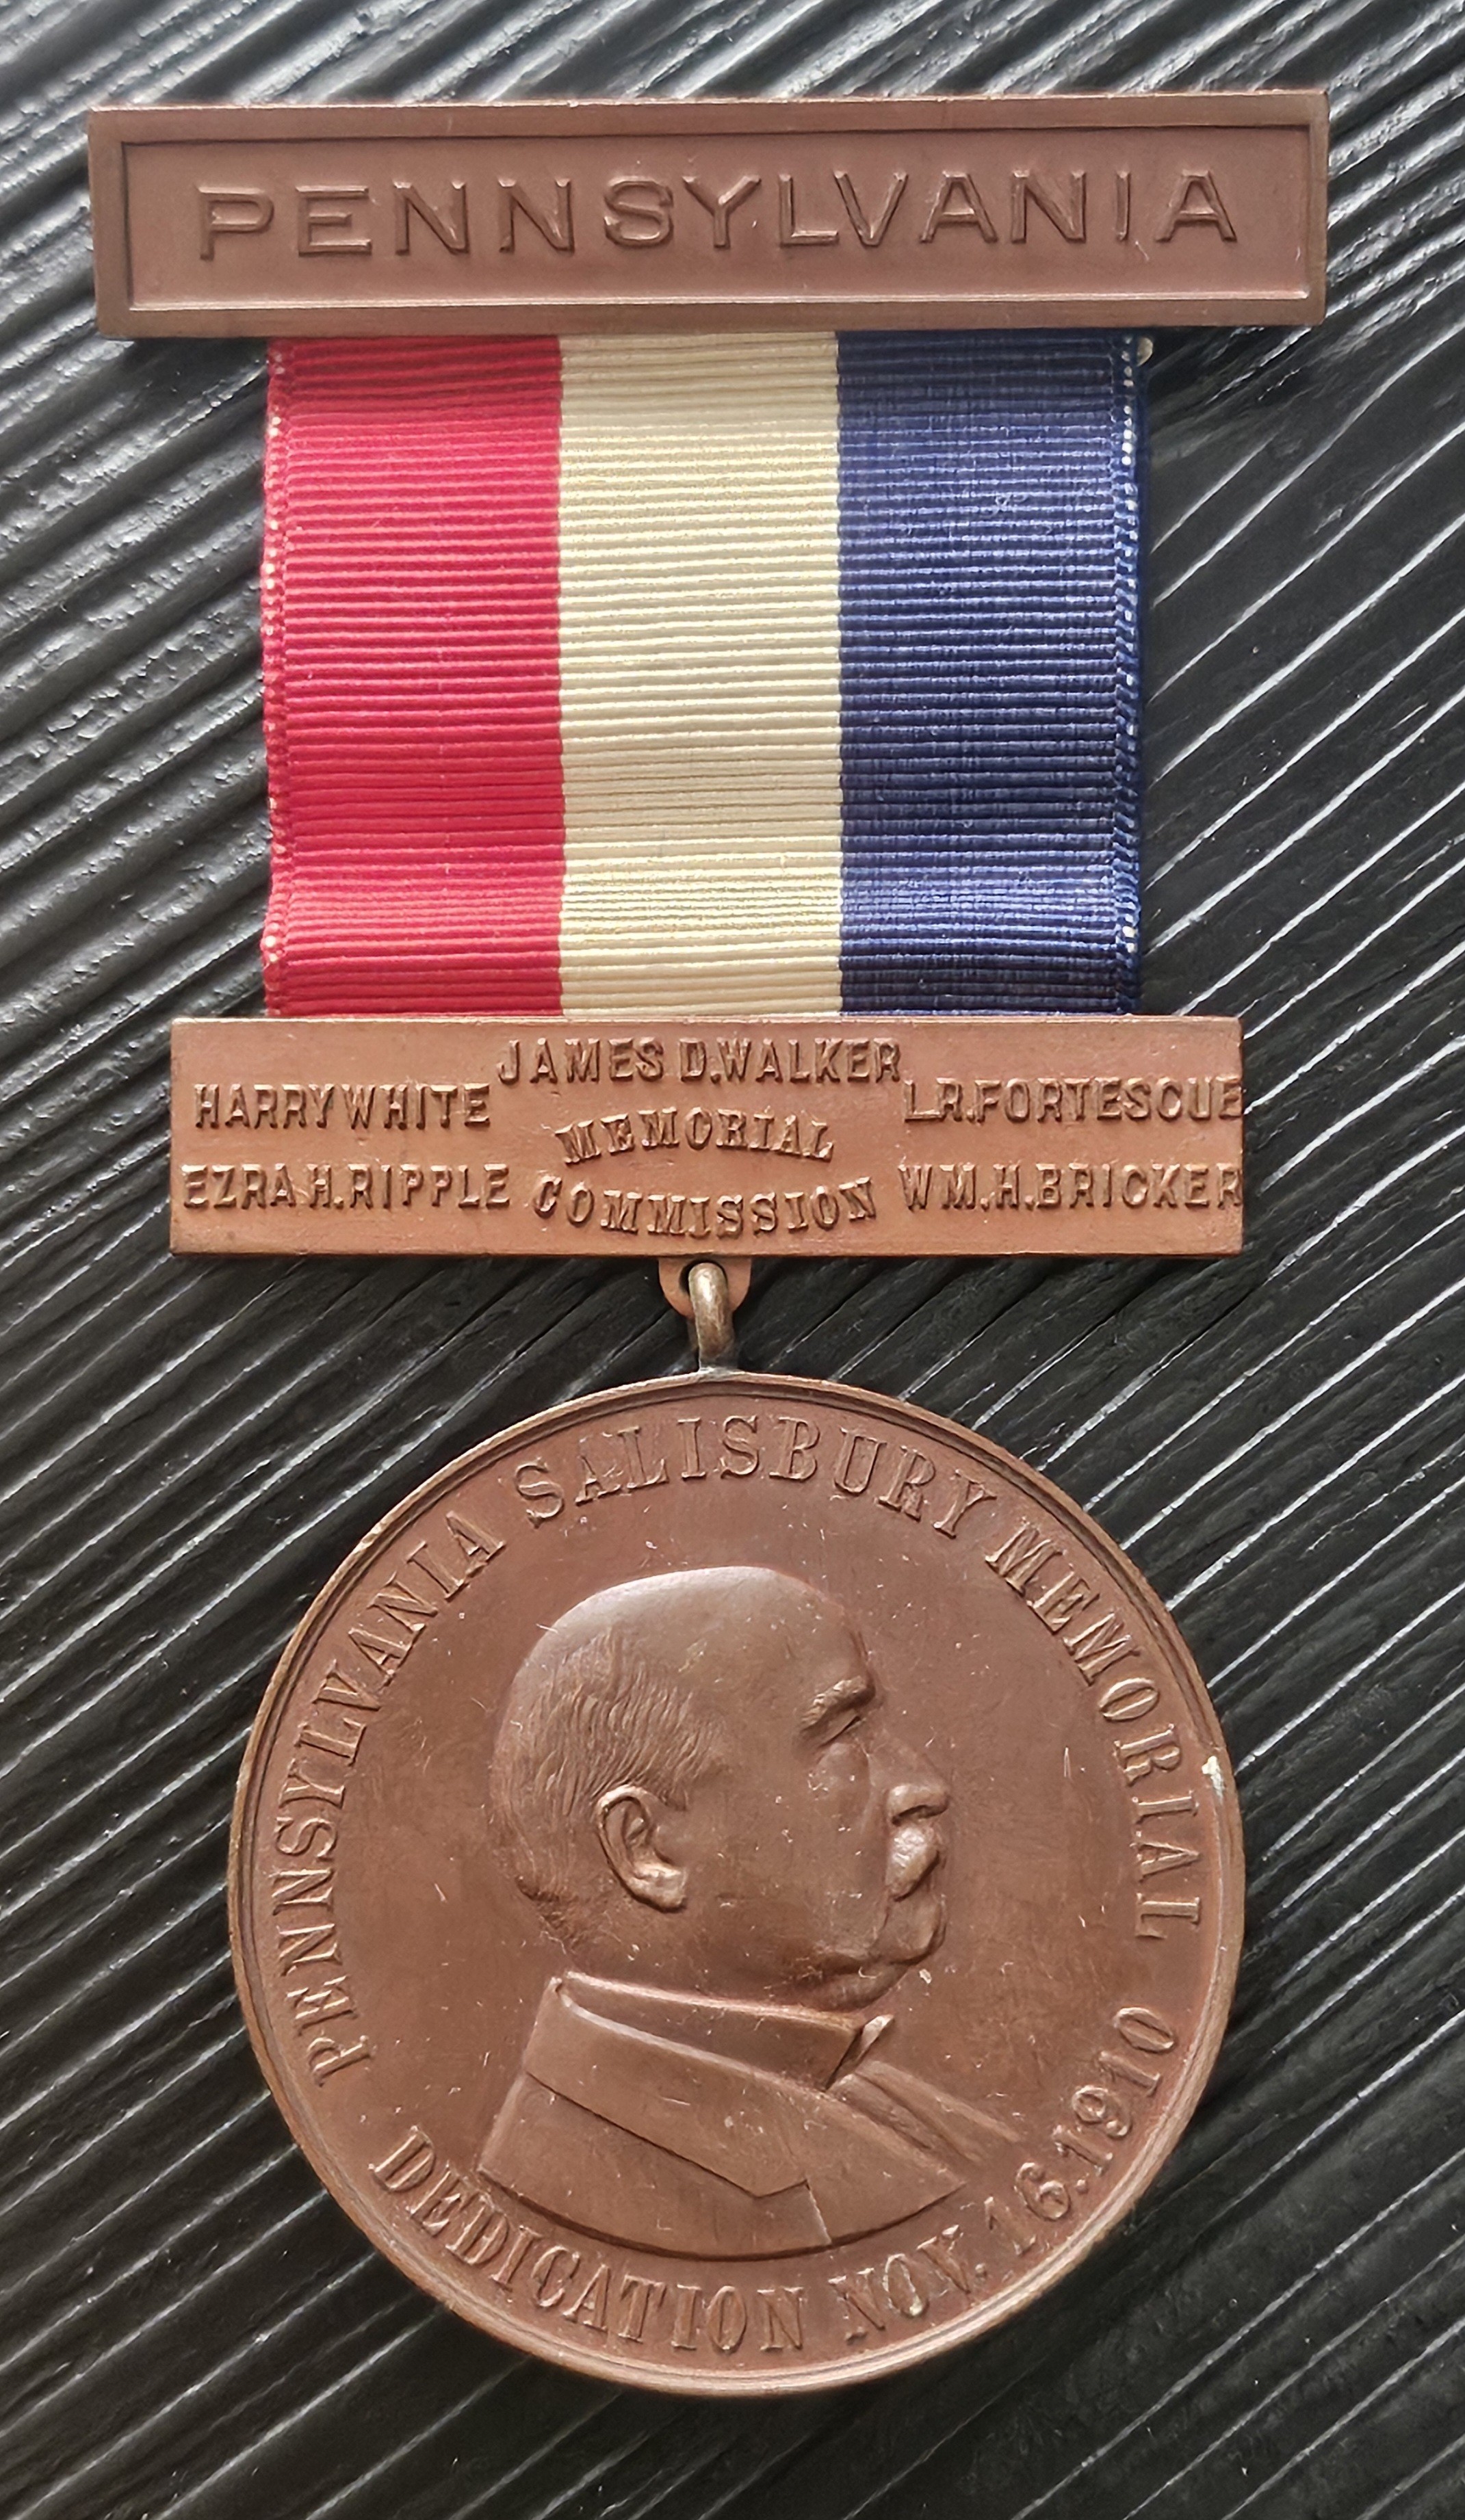 PENNSYLVANIA
JAMES D. WALKER
HARRY WHITE
L.R. FORTESCUE
MEMORIAL
EZRA H. RIPPLE
COMMISSION
WM. H. BRICKER
PENNSYLVANIA SALISBURY MEMORIAL
DEDICATION NOV. 16. 1910